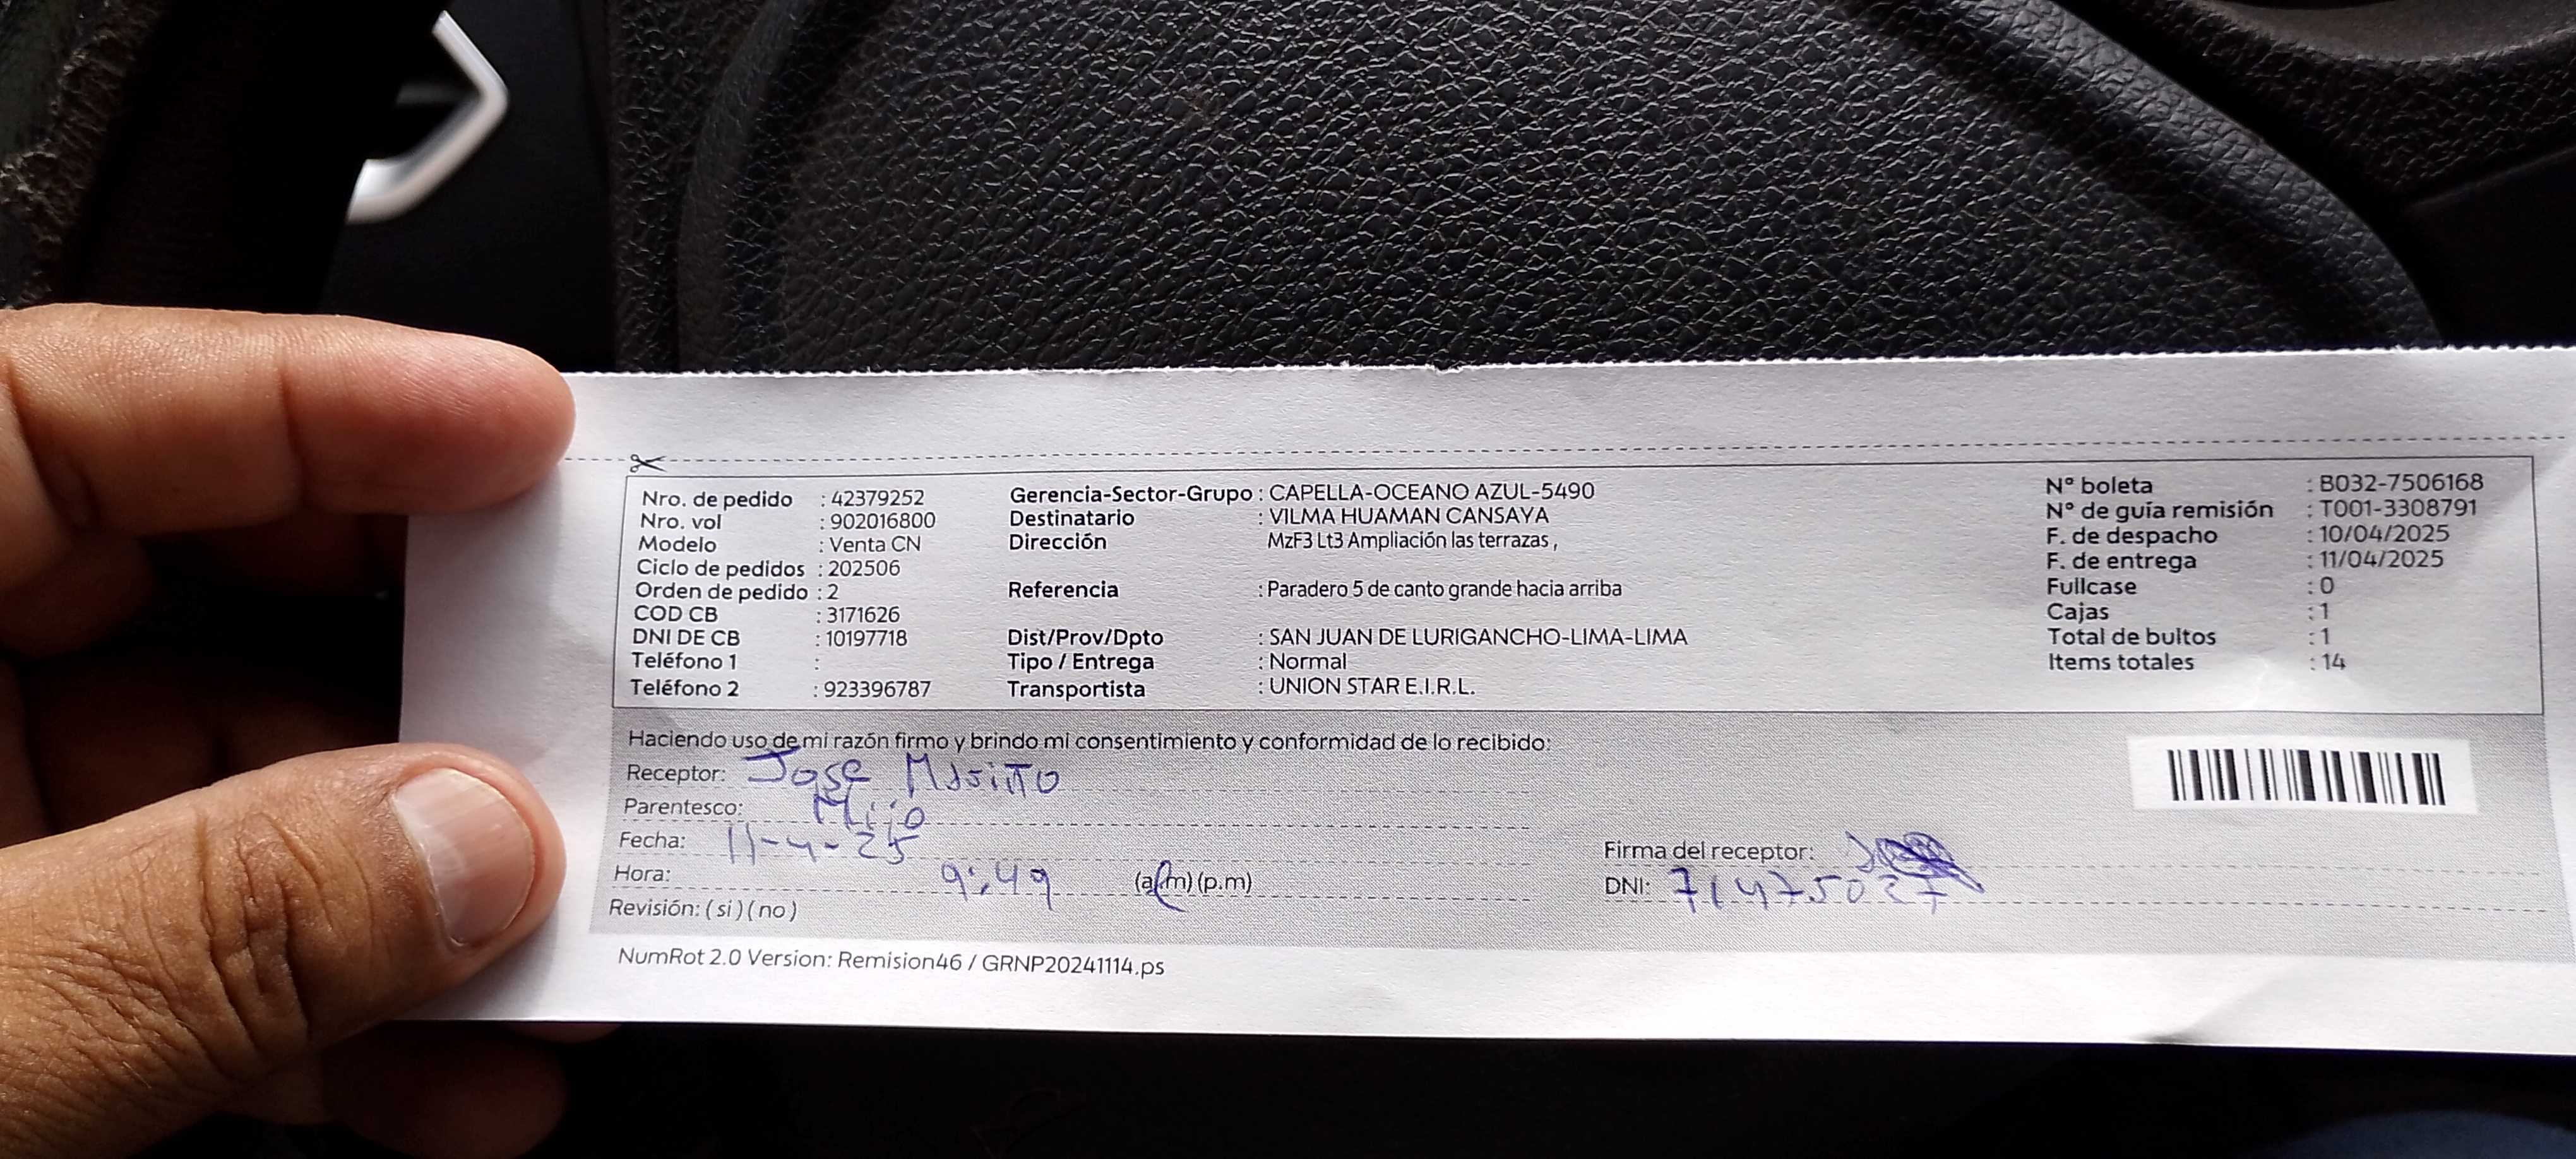 Nro. de pedido : 42379252
Nro. vol : 902016800
Modelo : Venta CN
Ciclo de pedidos : 202506
Orden de pedido : 2
COD CB : 3171626
DNI DE CB : 10197718
Teléfono 1 :
Teléfono 2 : 923396787
Gerencia-Sector-Grupo : CAPELLA-OCEANO AZUL-5490
Destinatario : VILMA HUAMAN CANSAYA
Dirección MzF3 Lt3 Ampliación las terrazas ,
Referencia : Paradero 5 de canto grande hacia arriba
Dist/Prov/Dpto : SAN JUAN DE LURIGANCHO-LIMA-LIMA
Tipo / Entrega : Normal
Transportista : UNION STAR E.I.R.L.
N° boleta : B032-7506168
N° de guía remisión : T001-3308791
F. de despacho : 10/04/2025
F. de entrega : 11/04/2025
Fullcase : 0
Cajas : 1
Total de bultos : 1
Items totales : 14
Haciendo uso de mi razón firmo y brindo mi consentimiento y conformidad de lo recibido:
Receptor: Jose
Parentesco: Hijo
Fecha: 11-4-25
Hora: 9:49 (a.m) (p.m)
Revisión: ( si ) ( no )
Firma del receptor:
DNI: 71475027
NumRot 2.0 Version: Remision46 / GRNP20241114.ps